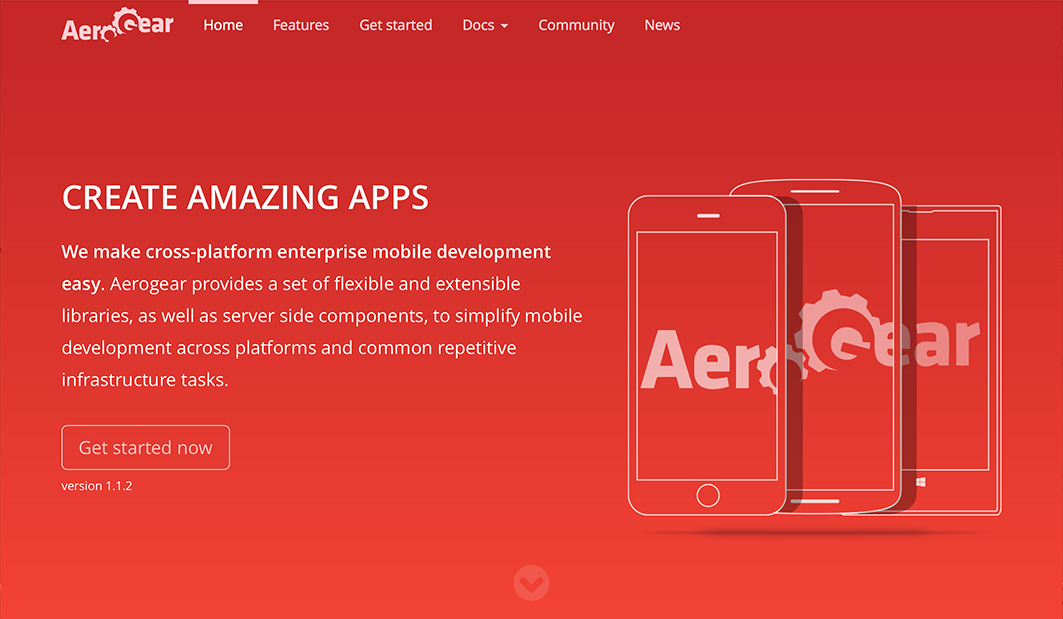 AeroGear
Home Features Get started Docs Community News
CREATE AMAZING APPS
We make cross-platform enterprise mobile development
easy. Aerogear provides a set of flexible and extensible
libraries, as well as server side components, to simplify mobile
development across platforms and common repetitive
infrastructure tasks.
AeroGear
Get started now
version 1.1.2